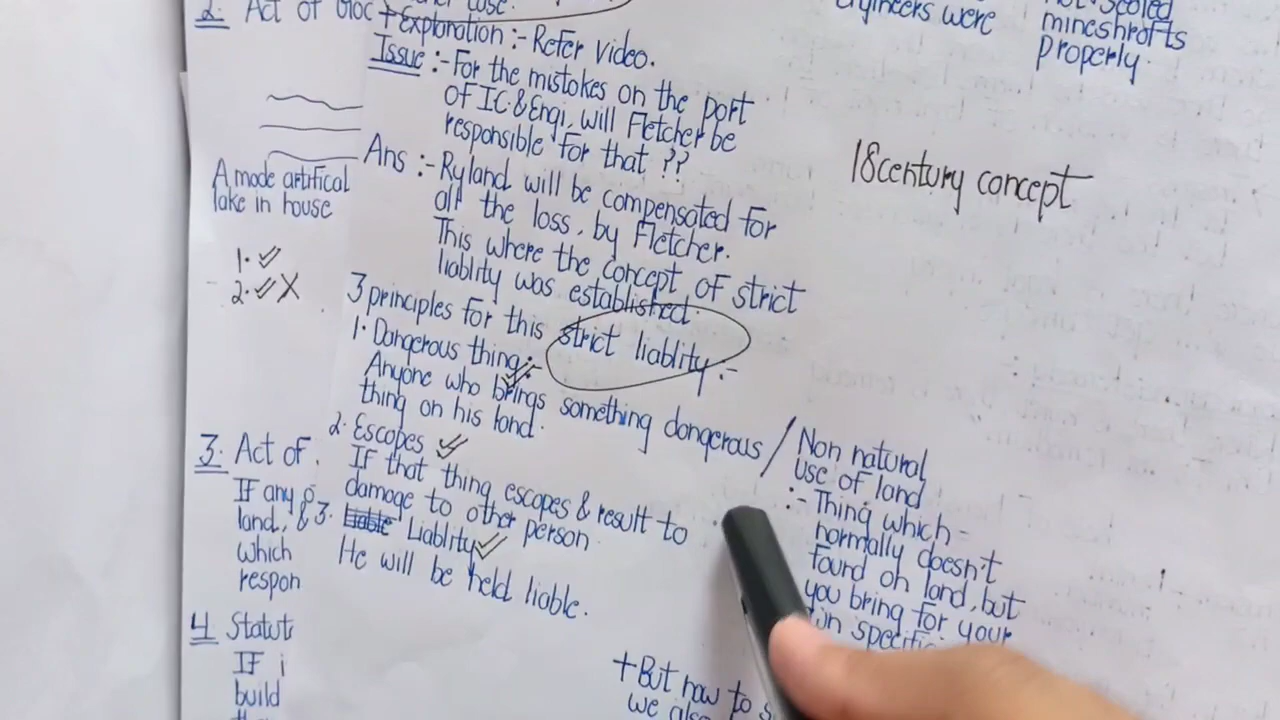 2. Act of
+Explanation :- Refer video.
Issue :- For the mistakes on the part
of IC & Engi, will Fletcher be
responsible for that ??
Ans :- Ryland will be compensated for
all the loss, by Fletcher.
This where the concept of strict
liablity was established.
3 principles for this strict liablity :-
1. Dangerous thing :-
Anyone who brings something dangerous
thing on his land.
2. Escapes
If that thing escapes & result to
damage to other person
3. Liablity
He will be held liable.
engineers were
not sealed
mineshrafts
properly.
18century concept
A made artifical
lake in house
1.
2. X
/ Non natural
use of land
:- Thing which
normally doesn't
found on land, but
you bring for your
specific
3. Act of
If any
land, &
which
respon
4. Statut
If i
build
+But how to
we also